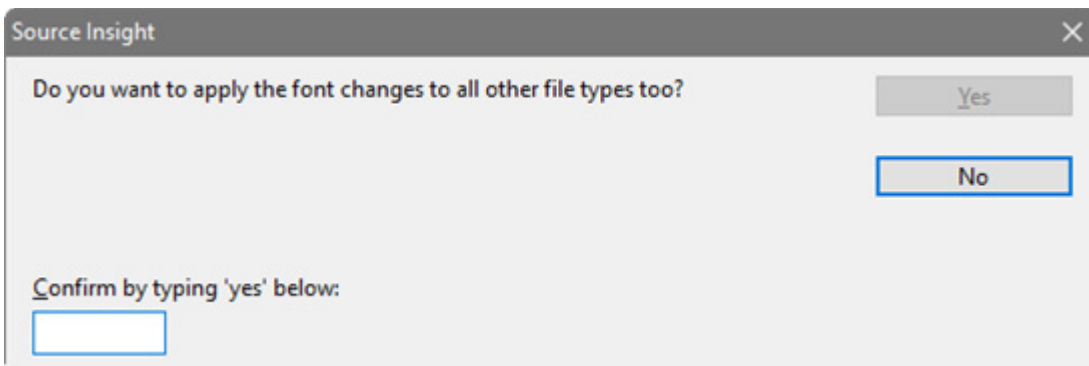 Source Insight
Do you want to apply the font changes to all other file types too?
Yes
No
Confirm by typing 'yes' below: